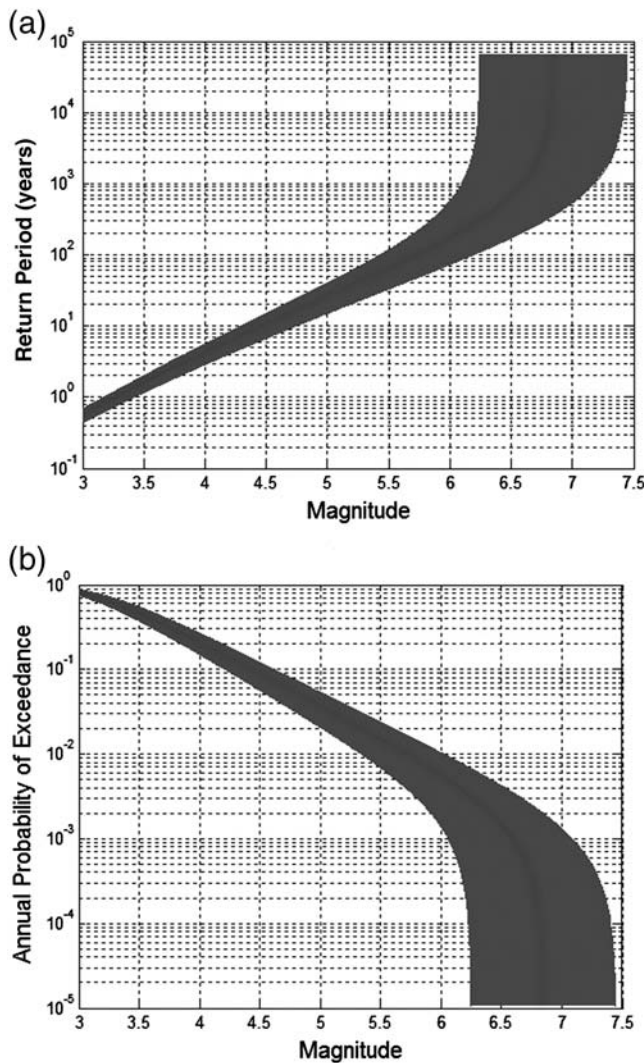 (a)
10^5
10^4
10^3
10^2
10^1
10^0
10^-1
Return Period (years)
3 3.5 4 4.5 5 5.5 6 6.5 7 7.5
Magnitude
(b)
10^0
10^-1
10^-2
10^-3
10^-4
10^-5
Annual Probability of Exceedance
3 3.5 4 4.5 5 5.5 6 6.5 7 7.5
Magnitude